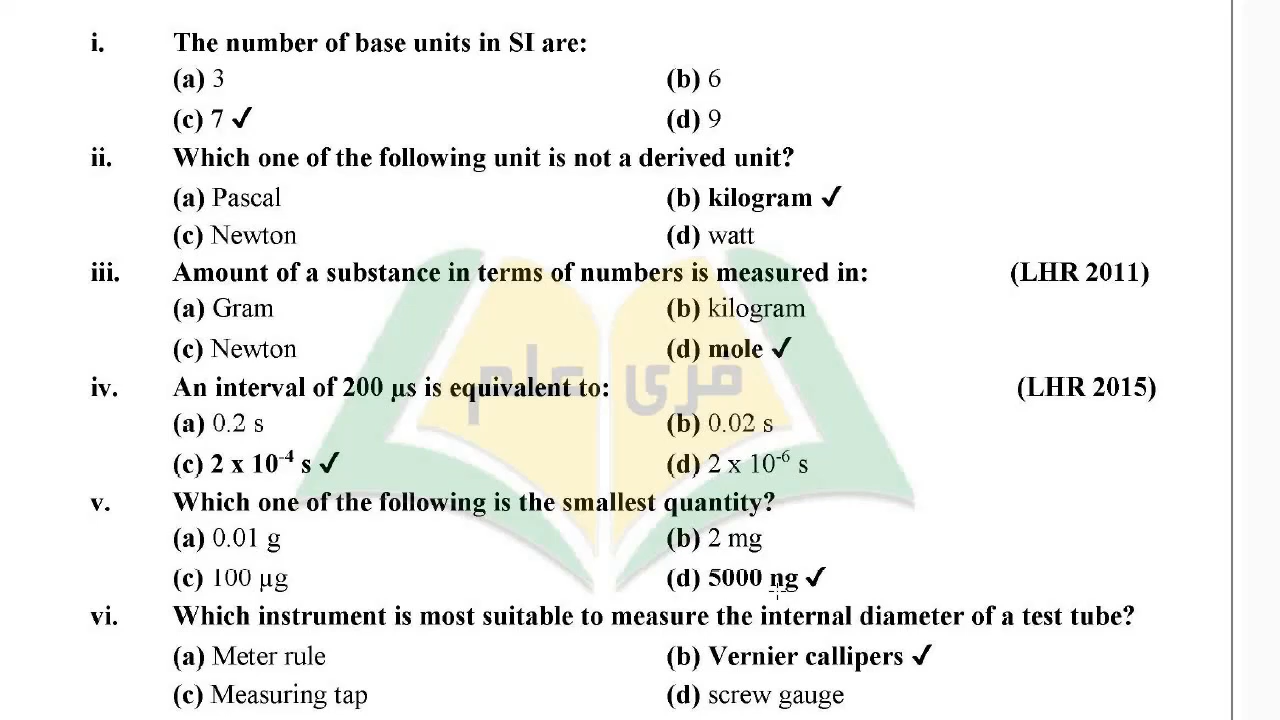 i. The number of base units in SI are:
(a) 3 (b) 6
(c) 7 ✓ (d) 9
ii. Which one of the following unit is not a derived unit?
(a) Pascal (b) kilogram ✓
(c) Newton (d) watt
iii. Amount of a substance in terms of numbers is measured in: (LHR 2011)
(a) Gram (b) kilogram
(c) Newton (d) mole ✓
iv. An interval of 200 µs is equivalent to: (LHR 2015)
(a) 0.2 s (b) 0.02 s
(c) 2 x 10⁻⁴ s ✓ (d) 2 x 10⁻⁶ s
فری علم
v. Which one of the following is the smallest quantity?
(a) 0.01 g (b) 2 mg
(c) 100 µg (d) 5000 ng ✓
vi. Which instrument is most suitable to measure the internal diameter of a test tube?
(a) Meter rule (b) Vernier callipers ✓
(c) Measuring tap (d) screw gauge